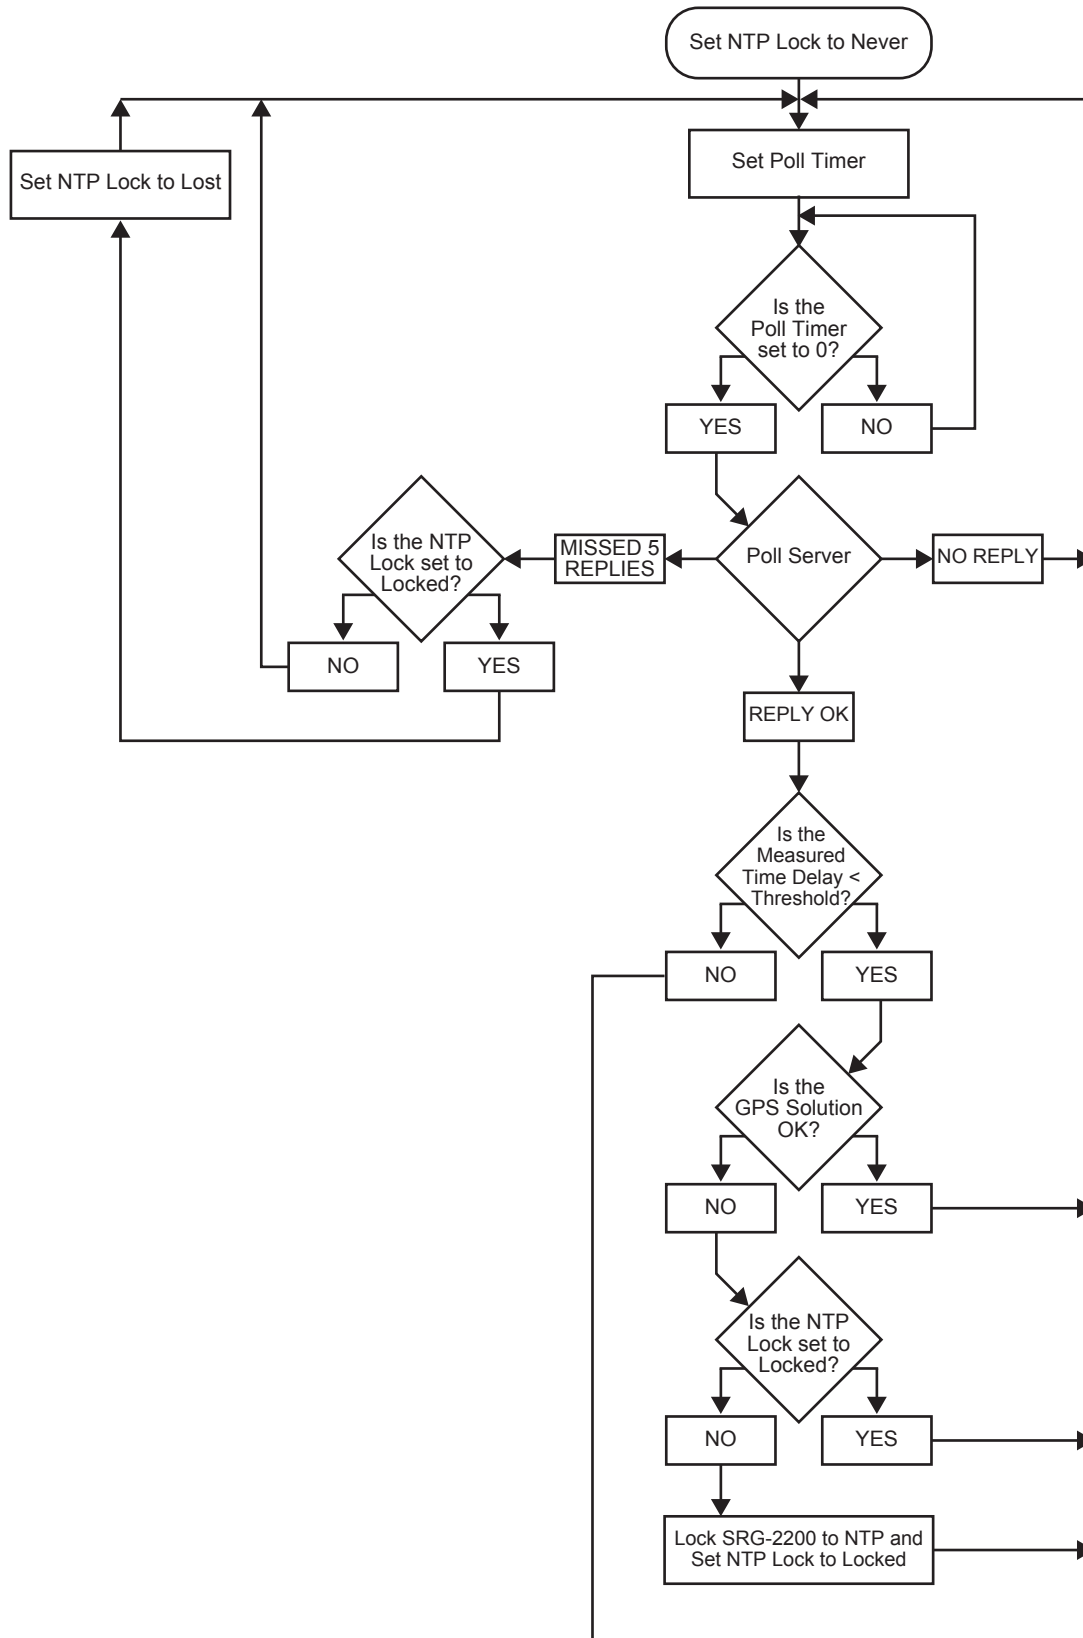 Set NTP Lock to Never
Set NTP Lock to Lost
Set Poll Timer
Is the
Poll Timer
set to 0?
YES
NO
Is the NTP
Lock set to
Locked?
MISSED 5
REPLIES
Poll Server
NO REPLY
NO
YES
REPLY OK
Is the
Measured
Time Delay <
Threshold?
NO
YES
Is the
GPS Solution
OK?
NO
YES
Is the NTP
Lock set to
Locked?
NO
YES
Lock SRG-2200 to NTP and
Set NTP Lock to Locked